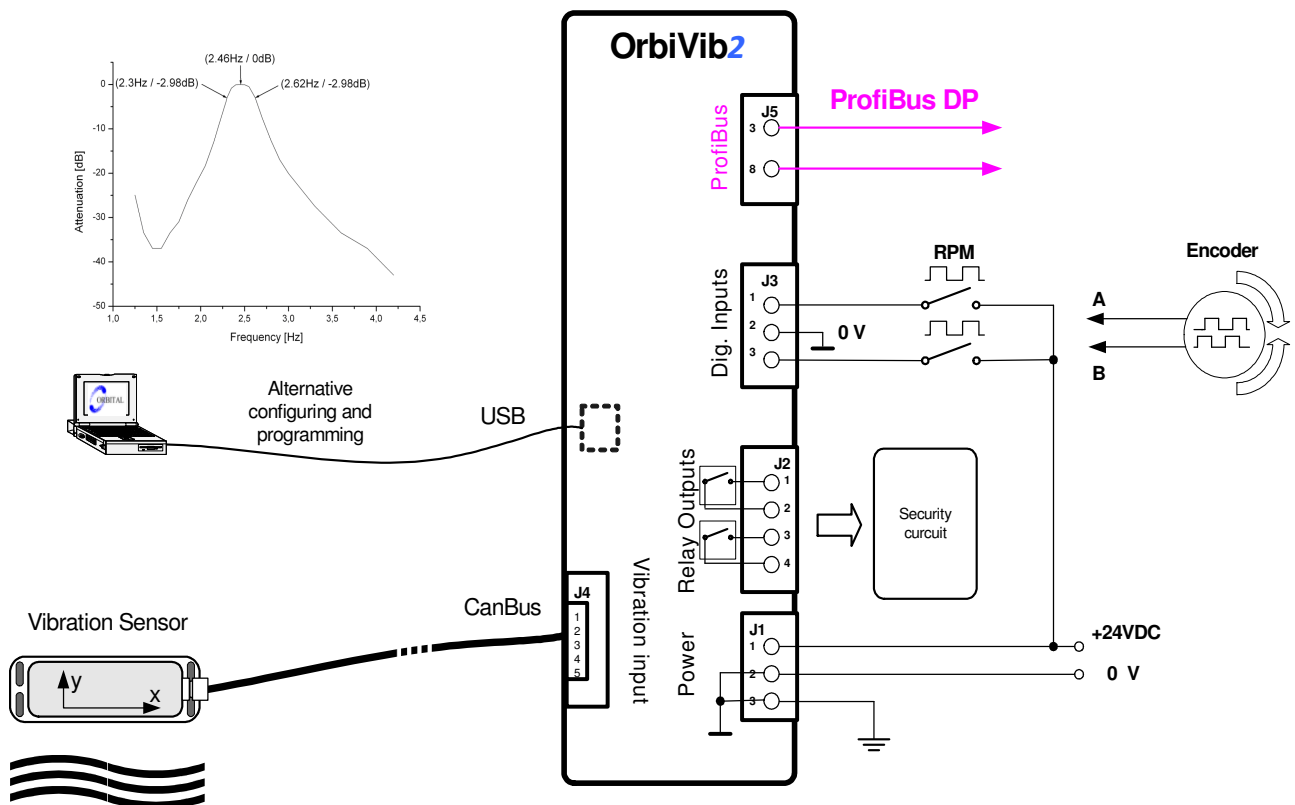 OrbiVib2
(2.46Hz / 0dB)
(2.3Hz / -2.98dB)
(2.62Hz / -2.98dB)
0
-10
-20
-30
-40
-50
Attenuation [dB]
1,0
1,5
2,0
2,5
3,0
3,5
4,0
4,5
Frequency [Hz]
ProfiBus
J5
3
8
ProfiBus DP
Dig. Inputs
J3
1
2
3
0 V
RPM
Encoder
A
B
ORBITAL
Alternative
configuring and
programming
USB
Relay Outputs
J2
1
2
3
4
Security
curcuit
Vibration Sensor
y
x
CanBus
J4
1
2
3
4
5
Vibration input
Power
J1
1
2
3
+24VDC
0 V